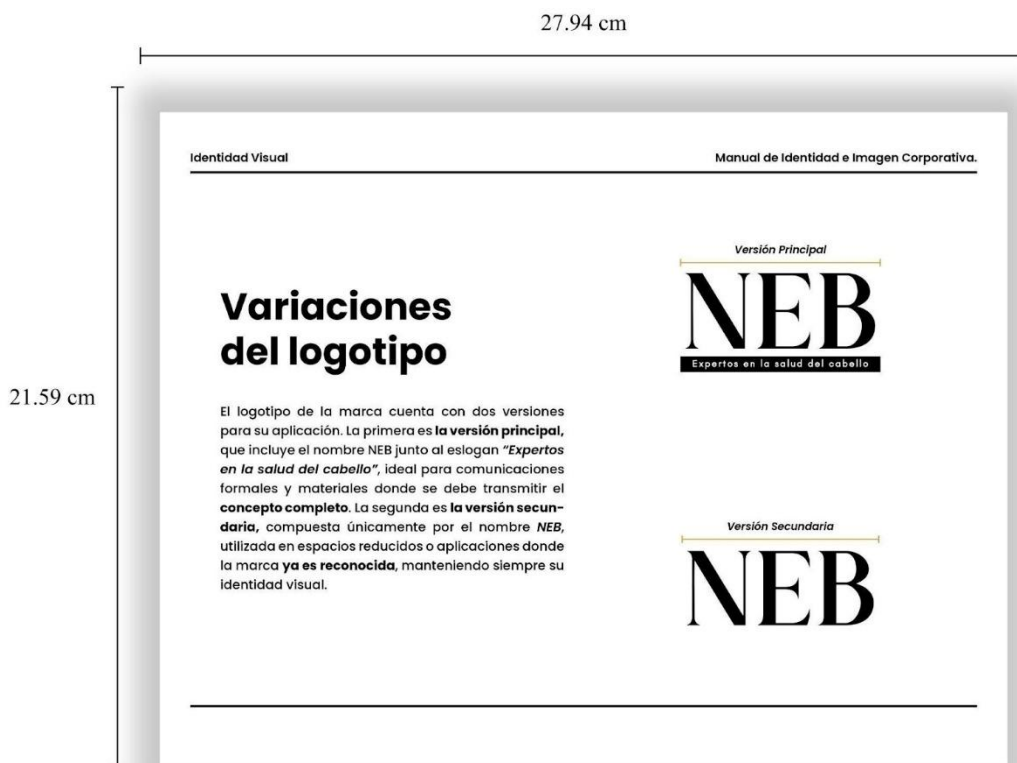 27.94 cm
21.59 cm
Identidad Visual
Manual de Identidad e Imagen Corporativa.
Variaciones
del logotipo
El logotipo de la marca cuenta con dos versiones
para su aplicación. La primera es la versión principal,
que incluye el nombre NEB junto al eslogan “Expertos
en la salud del cabello”, ideal para comunicaciones
formales y materiales donde se debe transmitir el
concepto completo. La segunda es la versión secun-
daria, compuesta únicamente por el nombre NEB,
utilizada en espacios reducidos o aplicaciones donde
la marca ya es reconocida, manteniendo siempre su
identidad visual.
Versión Principal
NEB
Expertos en la salud del cabello
Versión Secundaria
NEB